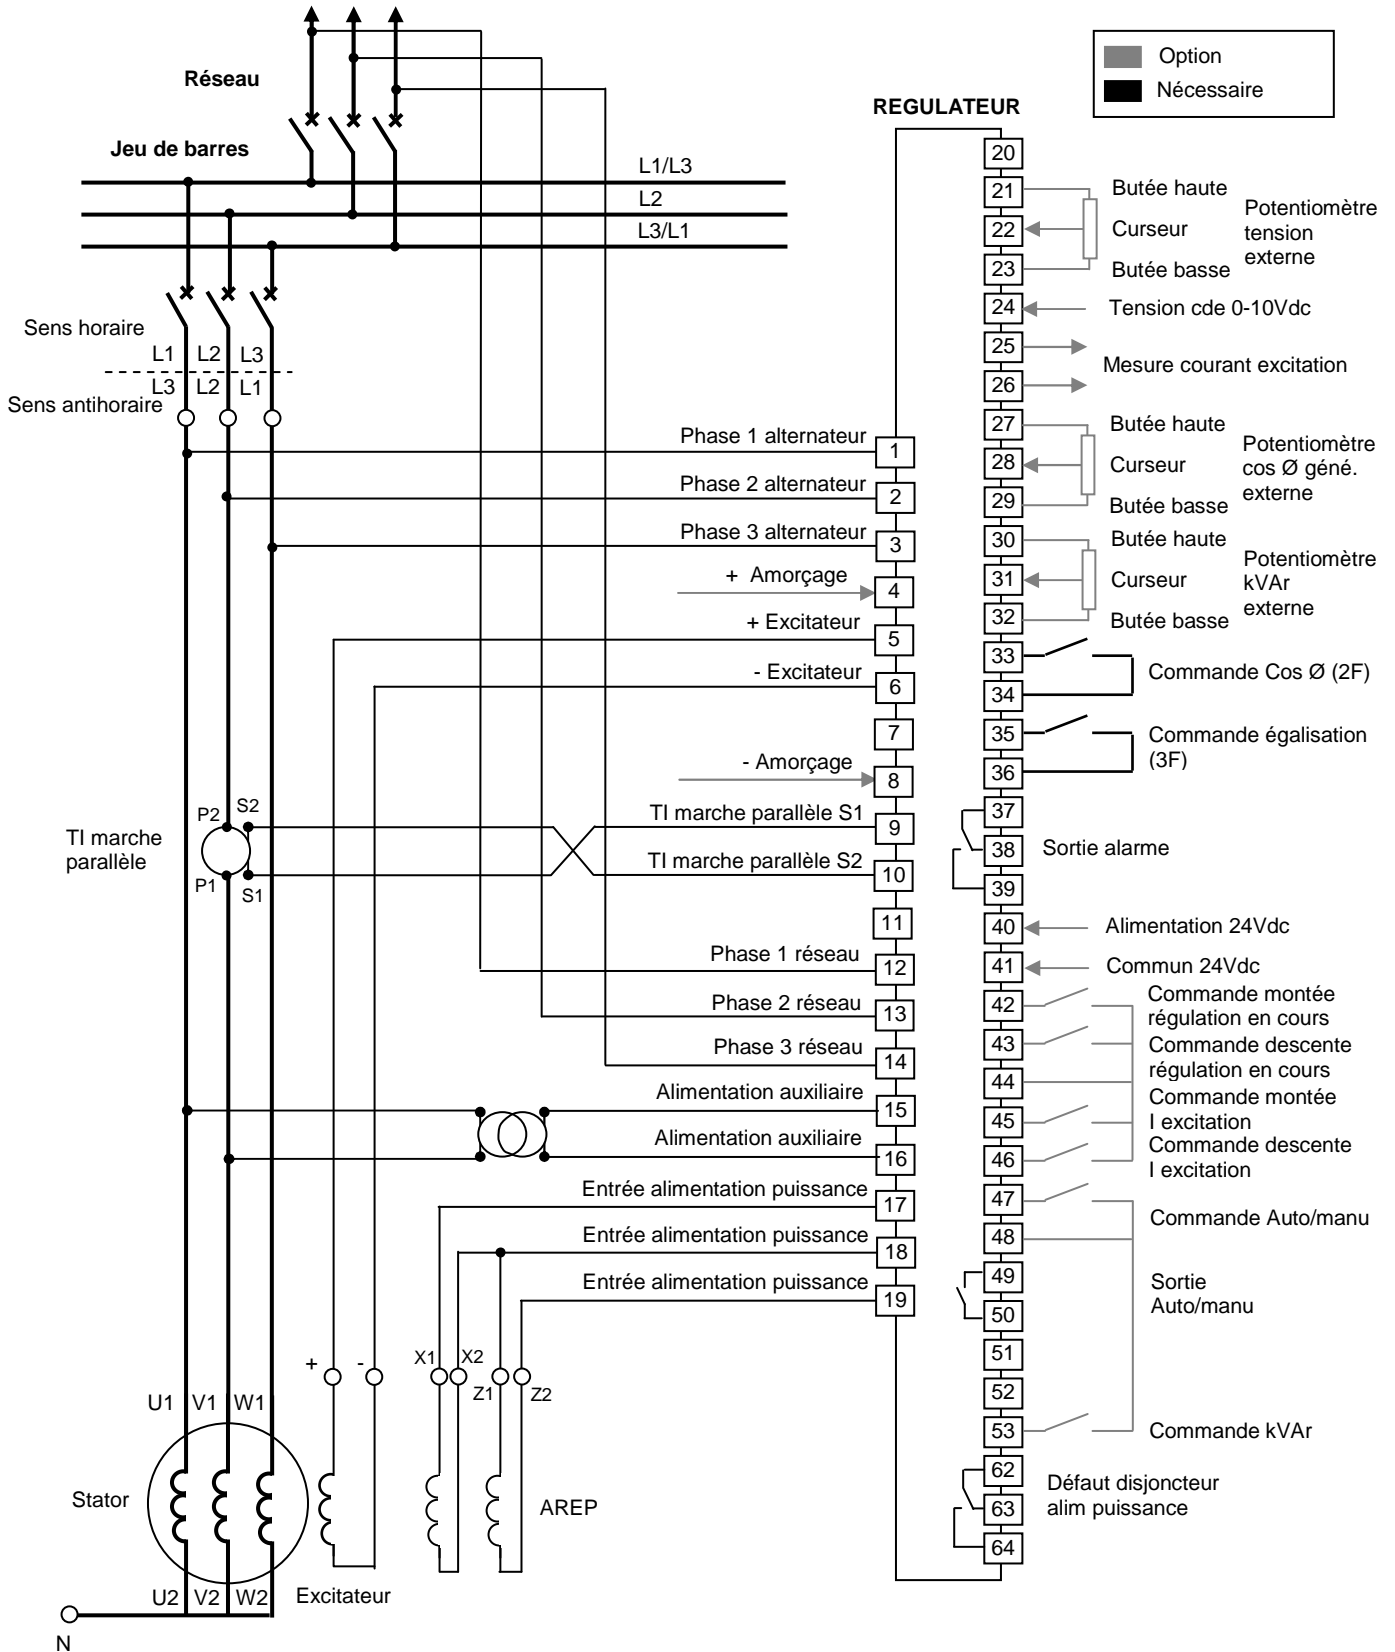 Option
Nécessaire
Réseau
Jeu de barres
L1/L3
L2
L3/L1
Sens horaire
L1 L2 L3
L3 L2 L1
Sens antihoraire
REGULATEUR
Phase 1 alternateur
1
Phase 2 alternateur
2
Phase 3 alternateur
3
+ Amorçage
4
+ Excitateur
5
- Excitateur
6
7
- Amorçage
8
TI marche parallèle S1
9
TI marche parallèle S2
10
11
Phase 1 réseau
12
Phase 2 réseau
13
Phase 3 réseau
14
Alimentation auxiliaire
15
Alimentation auxiliaire
16
Entrée alimentation puissance
17
Entrée alimentation puissance
18
Entrée alimentation puissance
19
TI marche
parallèle
P2 S2
P1 S1
+ -
X1 X2
Z1 Z2
U1 V1 W1
Stator
AREP
U2 V2 W2
Excitateur
N
20
21
Butée haute
22
Curseur
23
Butée basse
Potentiomètre
tension
externe
24
Tension cde 0-10Vdc
25
26
Mesure courant excitation
27
Butée haute
28
Curseur
29
Butée basse
Potentiomètre
cos Ø géné.
externe
30
Butée haute
31
Curseur
32
Butée basse
Potentiomètre
kVAr
externe
33
34
Commande Cos Ø (2F)
35
36
Commande égalisation
(3F)
37
38
39
Sortie alarme
40
Alimentation 24Vdc
41
Commun 24Vdc
42
Commande montée
régulation en cours
43
Commande descente
régulation en cours
44
45
Commande montée
I excitation
46
Commande descente
I excitation
47
48
Commande Auto/manu
49
50
Sortie
Auto/manu
51
52
53
Commande kVAr
62
63
64
Défaut disjoncteur
alim puissance